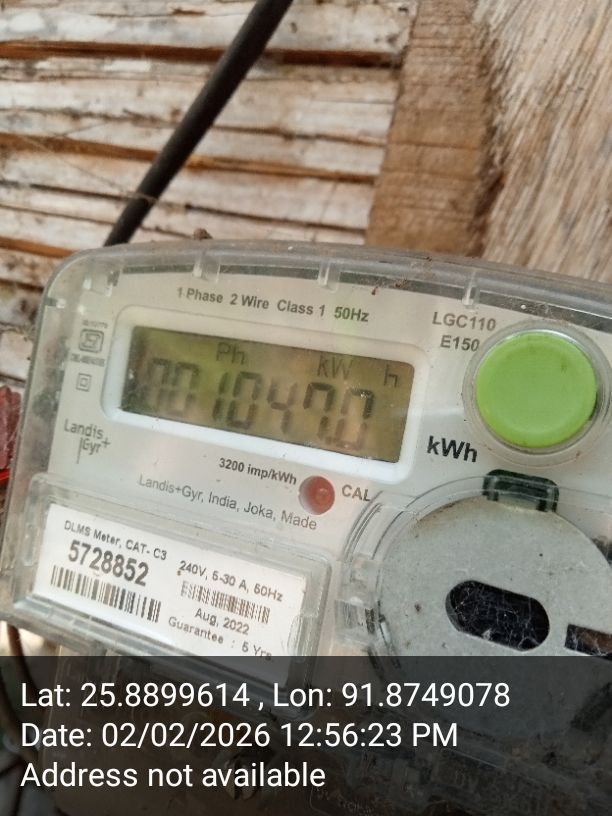 1 Phase 2 Wire Class 1 50Hz
LGC110
E150
Ph kW h
001047.0
kWh
Landis+
Gyr+
3200 imp/kWh
CAL
Landis+Gyr, India, Joka, Made
DLMS Meter, CAT- C3
5728852
240V, 5-30 A, 50Hz
Aug, 2022
Guarantee : 5 Yrs.
Lat: 25.8899614 , Lon: 91.8749078
Date: 02/02/2026 12:56:23 PM
Address not available